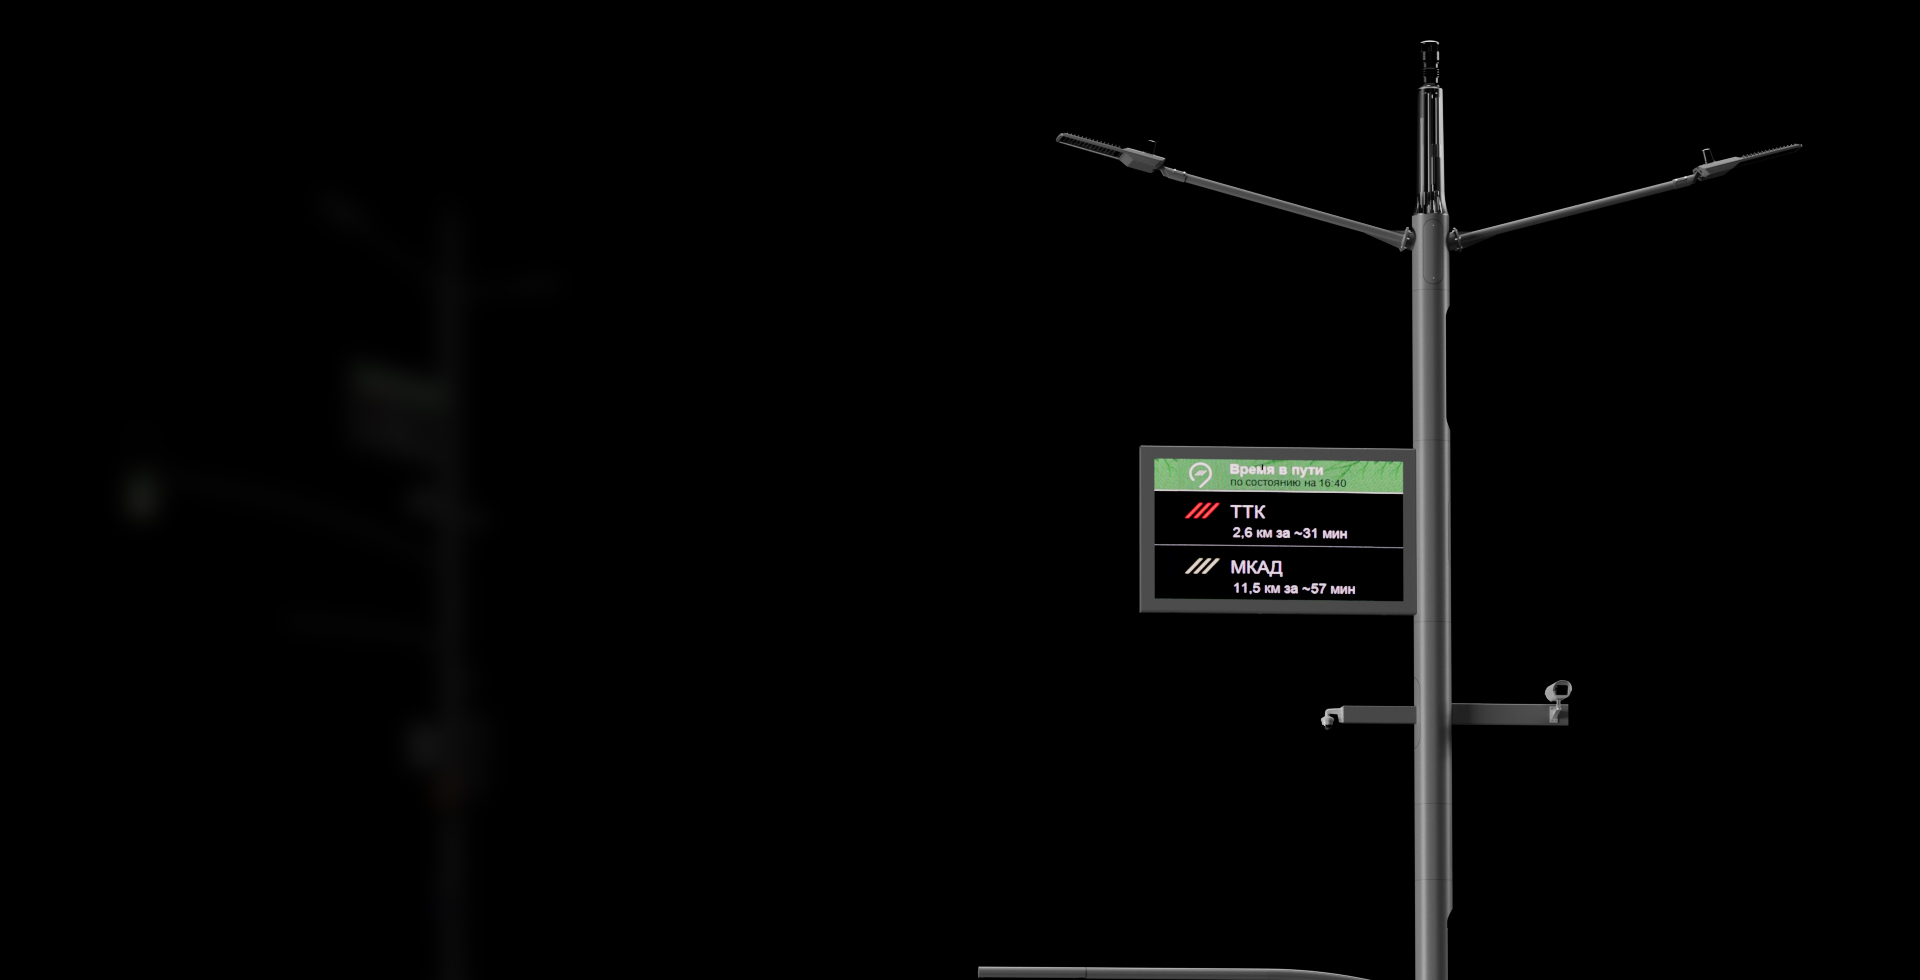 Время в пути
по состоянию на 16:40
ТТК
2,6 км за ~31 мин
МКАД
11,5 км за ~57 мин